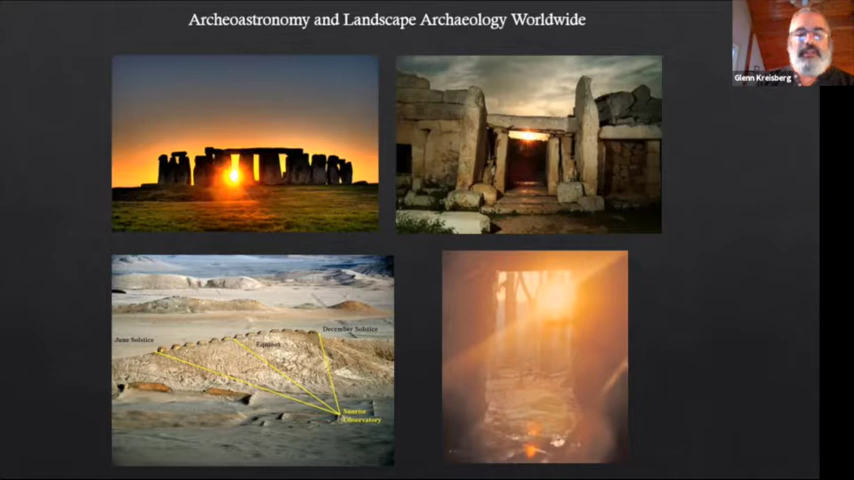 Archeoastronomy and Landscape Archaeology Worldwide
Glenn Kreisberg
June Solstice
Equinox
December Solstice
Sunrise
Observatory